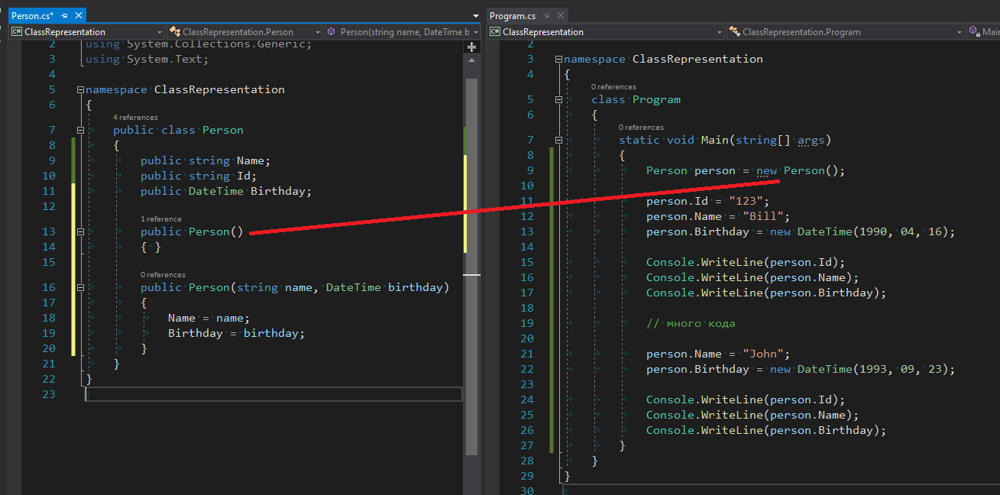 Person.cs*
C# ClassRepresentation
ClassRepresentation.Person
Person(string name, DateTime b
2 using System.Collections.Generic;
3 using System.Text;
4
5 namespace ClassRepresentation
6 {
4 references
7 public class Person
8 {
9 public string Name;
10 public string Id;
11 public DateTime Birthday;
12
1 reference
13 public Person()
14 { }
15
0 references
16 public Person(string name, DateTime birthday)
17 {
18 Name = name;
19 Birthday = birthday;
20 }
21 }
22 }
23
Program.cs
C# ClassRepresentation
ClassRepresentation.Program
Main
2
3 namespace ClassRepresentation
4 {
0 references
5 class Program
6 {
0 references
7 static void Main(string[] args)
8 {
9 Person person = new Person();
10
11 person.Id = "123";
12 person.Name = "Bill";
13 person.Birthday = new DateTime(1990, 04, 16);
14
15 Console.WriteLine(person.Id);
16 Console.WriteLine(person.Name);
17 Console.WriteLine(person.Birthday);
18
19 // много кода
20
21 person.Name = "John";
22 person.Birthday = new DateTime(1993, 09, 23);
23
24 Console.WriteLine(person.Id);
25 Console.WriteLine(person.Name);
26 Console.WriteLine(person.Birthday);
27 }
28 }
29 }
30